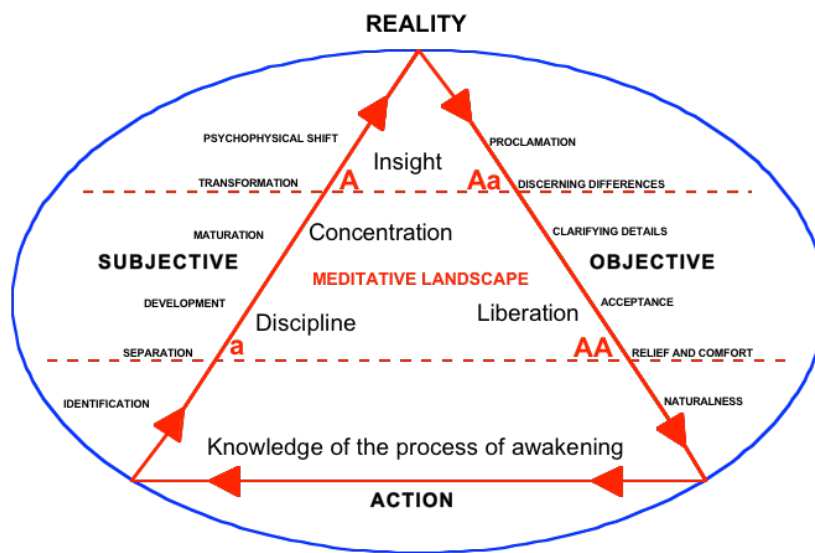 REALITY
PSYCHOPHYSICAL SHIFT
PROCLAMATION
Insight
TRANSFORMATION
A
Aa
DISCERNING DIFFERENCES
MATURATION
Concentration
CLARIFYING DETAILS
SUBJECTIVE
OBJECTIVE
MEDITATIVE LANDSCAPE
DEVELOPMENT
ACCEPTANCE
Discipline
Liberation
SEPARATION
a
AA
RELIEF AND COMFORT
IDENTIFICATION
NATURALNESS
Knowledge of the process of awakening
ACTION